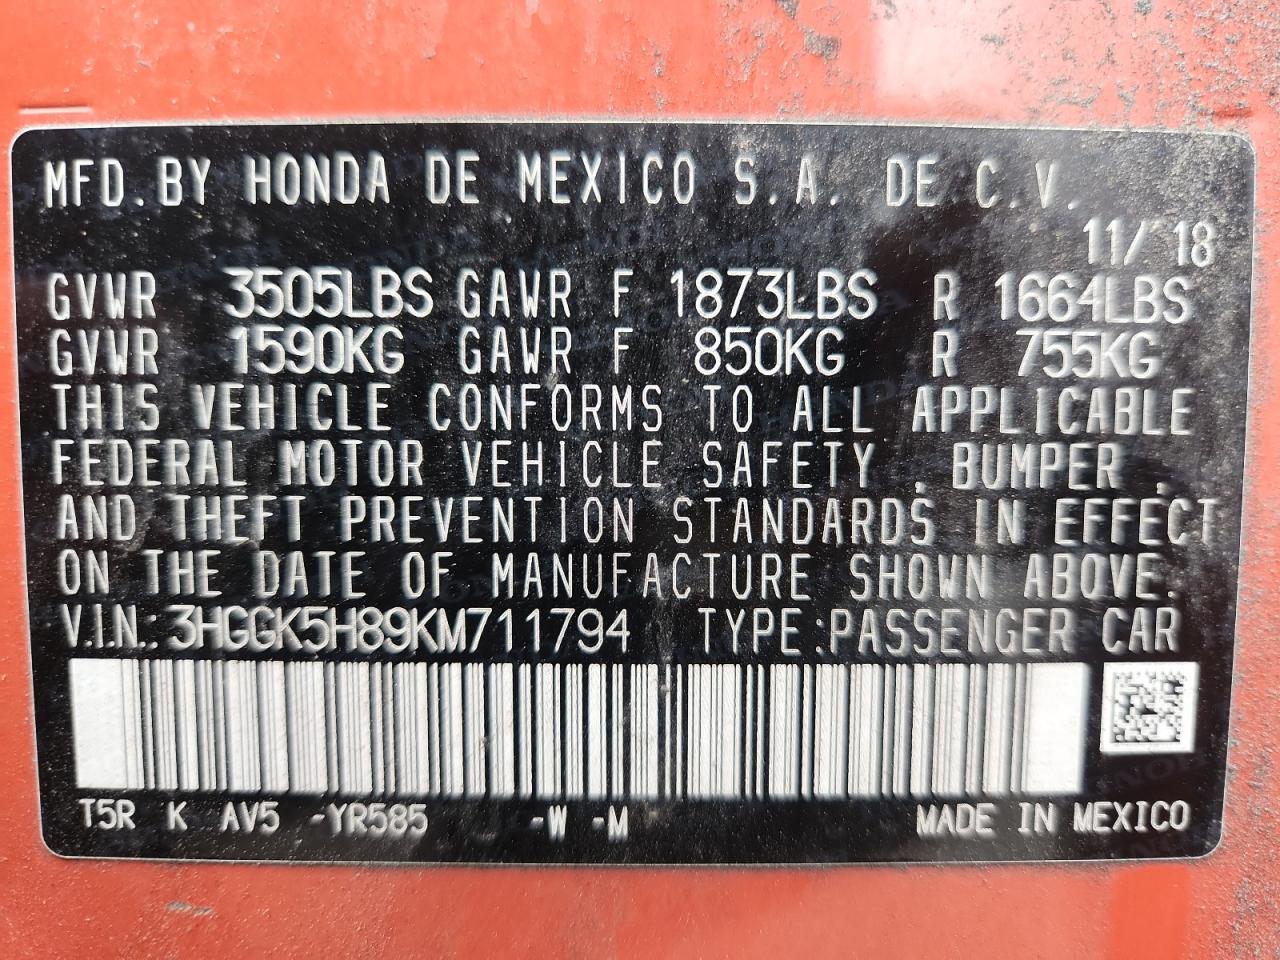 MFD.BY HONDA DE MEXICO S.A. DE C.V.
11/ 18
GVWR 3505LBS GAWR F 1873LBS R 1664LBS
GVWR 1590KG GAWR F 850KG R 755KG
THIS VEHICLE CONFORMS TO ALL APPLICABLE
FEDERAL MOTOR VEHICLE SAFETY , BUMPER ,
AND THEFT PREVENTION STANDARDS IN EFFECT
ON THE DATE OF MANUFACTURE SHOWN ABOVE.
V.I.N.: 3HGGK5H89KM711794 TYPE:PASSENGER CAR
T5R K AV5 -YR585 -W -M MADE IN MEXICO